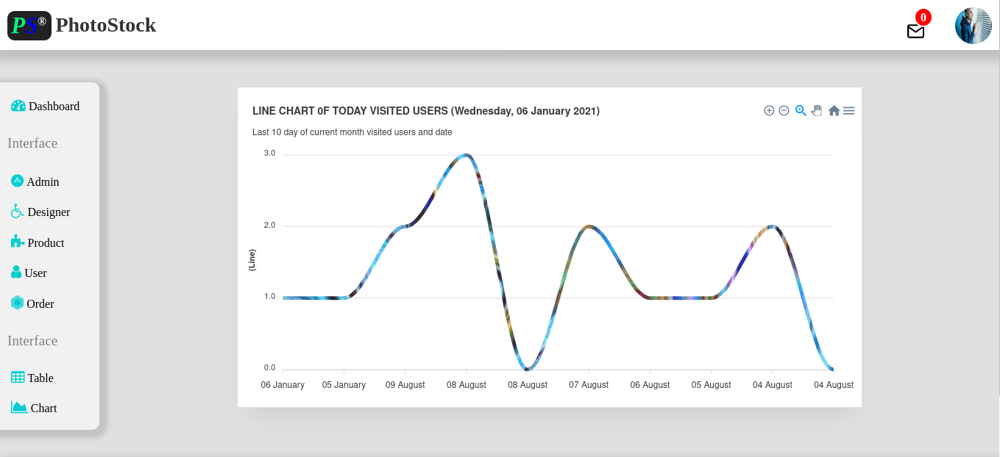 PS® PhotoStock
0
Dashboard
Interface
Admin
Designer
Product
User
Order
Interface
Table
Chart
LINE CHART 0F TODAY VISITED USERS (Wednesday, 06 January 2021)
Last 10 day of current month visited users and date
3.0
2.0
(Line)
1.0
0.0
06 January 05 January 09 August 08 August 08 August 07 August 06 August 05 August 04 August 04 August